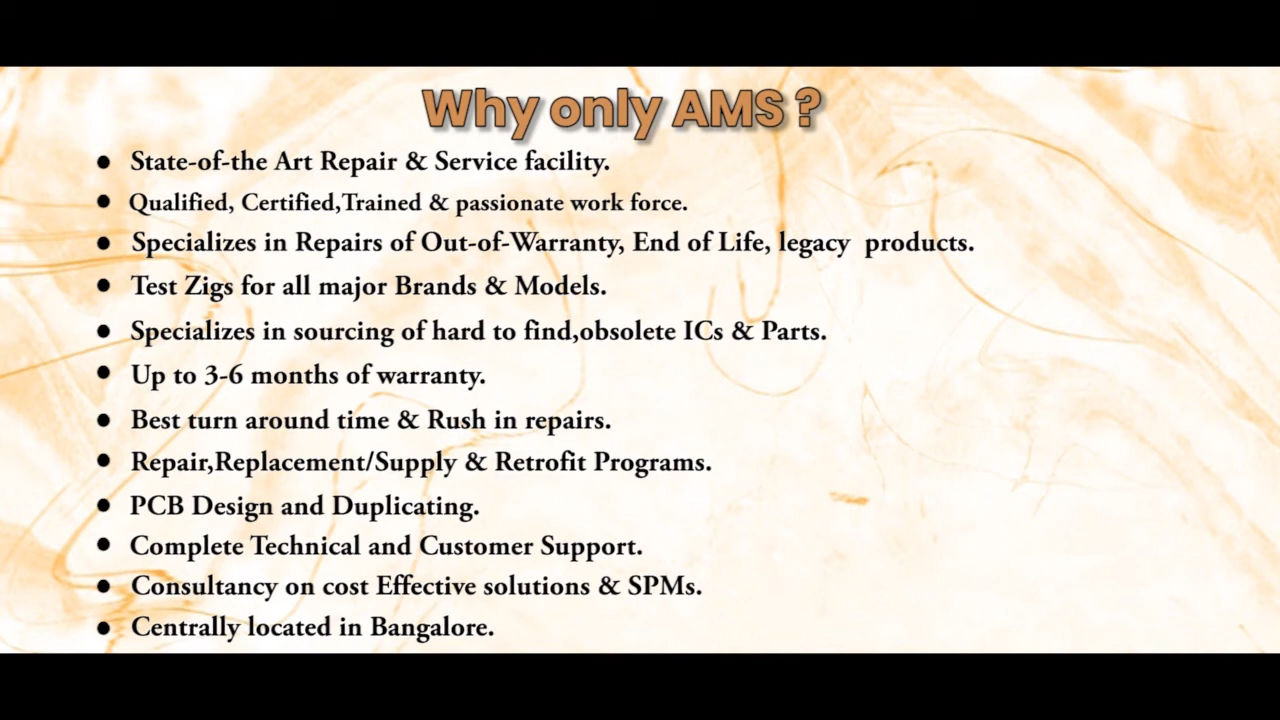 Why only AMS ?
● State-of-the Art Repair & Service facility.
● Qualified, Certified,Trained & passionate work force.
● Specializes in Repairs of Out-of-Warranty, End of Life, legacy  products.
● Test Zigs for all major Brands & Models.
● Specializes in sourcing of hard to find,obsolete ICs & Parts.
● Up to 3-6 months of warranty.
● Best turn around time & Rush in repairs.
● Repair,Replacement/Supply & Retrofit Programs.
● PCB Design and Duplicating.
● Complete Technical and Customer Support.
● Consultancy on cost Effective solutions & SPMs.
● Centrally located in Bangalore.